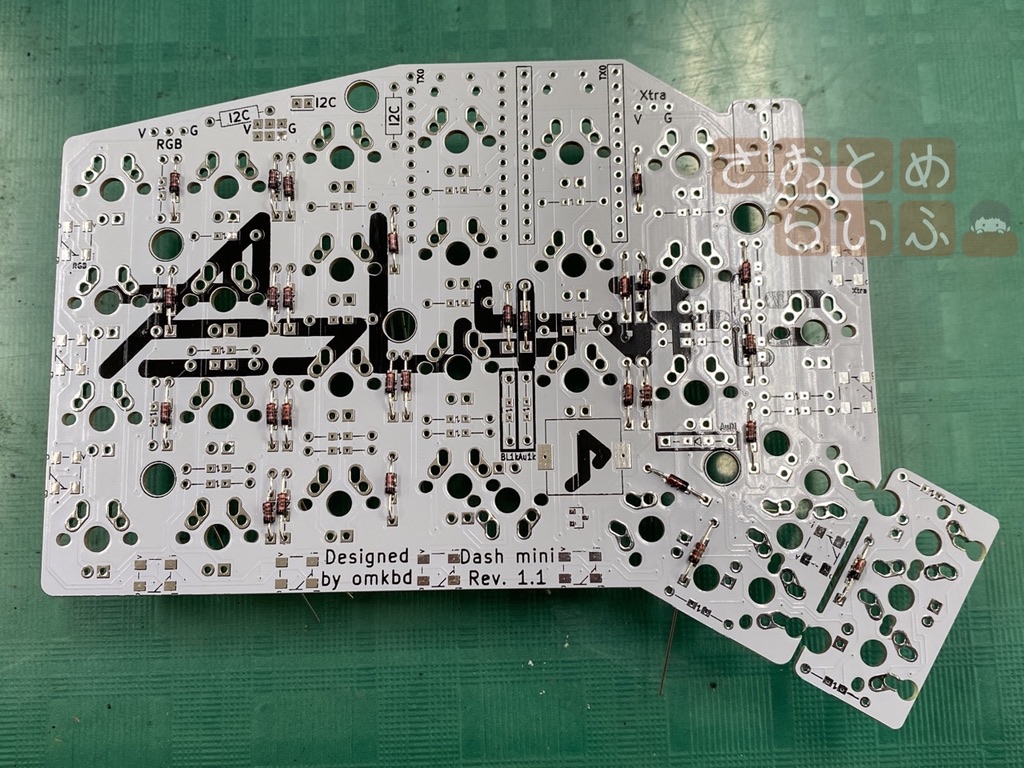 TX0
TX0
I2C
I2C
I2C
Xtra
V G
V G
V G
RGB
さおとめ
らいふ
RGB
Xtra
Designed
by omkbd
Dash mini
Rev. 1.1